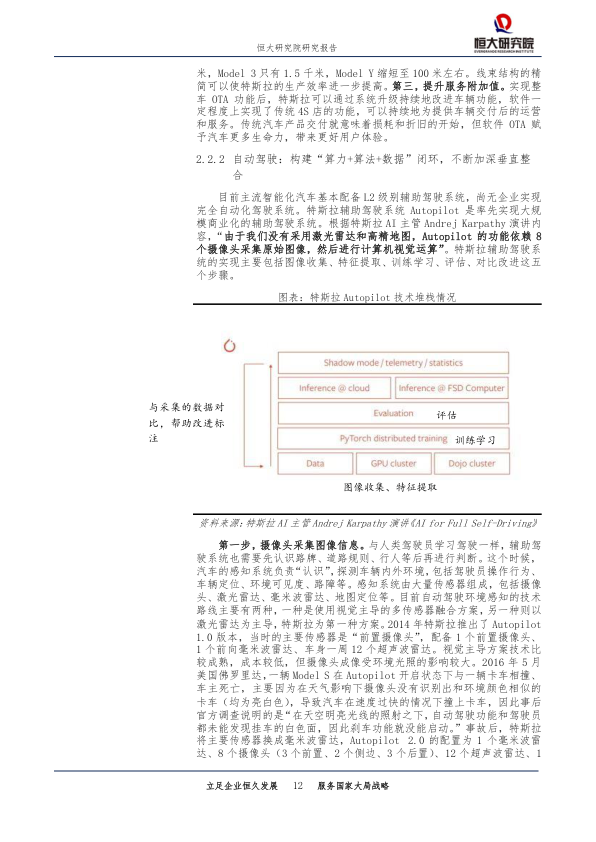 恒大研究院研究报告
恒大研究院
EVERGRANDE RESEARCH INSTITUTE
米，Model 3 只有 1.5 千米，Model Y 缩短至 100 米左右。线束结构的精
简可以使特斯拉的生产效率进一步提高。第三，提升服务附加值。实现整
车 OTA 功能后，特斯拉可以通过系统升级持续地改进车辆功能，软件一
定程度上实现了传统 4S 店的功能，可以持续地为提供车辆交付后的运营
和服务。传统汽车产品交付就意味着损耗和折旧的开始，但软件 OTA 赋
予汽车更多生命力，带来更好用户体验。
2.2.2 自动驾驶：构建“算力+算法+数据”闭环，不断加深垂直整
合
目前主流智能化汽车基本配备 L2 级别辅助驾驶系统，尚无企业实现
完全自动化驾驶系统。特斯拉辅助驾驶系统 Autopilot 是率先实现大规
模商业化的辅助驾驶系统。根据特斯拉 AI 主管 Andrej Karpathy 演讲内
容，“由于我们没有采用激光雷达和高精地图，Autopilot 的功能依赖 8
个摄像头采集原始图像，然后进行计算机视觉运算”。特斯拉辅助驾驶系
统的实现主要包括图像收集、特征提取、训练学习、评估、对比改进这五
个步骤。
图表：特斯拉 Autopilot 技术堆栈情况
Shadow mode / telemetry / statistics
Inference @ cloud
Inference @ FSD Computer
Evaluation 评估
PyTorch distributed training 训练学习
Data
GPU cluster
Dojo cluster
与采集的数据对
比，帮助改进标
注
图像收集、特征提取
资料来源：特斯拉 AI 主管 Andrej Karpathy 演讲《AI for Full Self-Driving》
第一步，摄像头采集图像信息。与人类驾驶员学习驾驶一样，辅助驾
驶系统也需要先认识路牌、道路规则、行人等后再进行判断。这个时候，
汽车的感知系统负责“认识”，探测车辆内外环境，包括驾驶员操作行为、
车辆定位、环境可见度、路障等。感知系统由大量传感器组成，包括摄像
头、激光雷达、毫米波雷达、地图定位等。目前自动驾驶环境感知的技术
路线主要有两种，一种是使用视觉主导的多传感器融合方案，另一种则以
激光雷达为主导，特斯拉为第一种方案。2014 年特斯拉推出了 Autopilot
1.0 版本，当时的主要传感器是“前置摄像头”，配备 1 个前置摄像头、
1 个前向毫米波雷达、车身一周 12 个超声波雷达。视觉主导方案技术比
较成熟，成本较低，但摄像头成像受环境光照的影响较大。2016 年 5 月
美国佛罗里达，一辆 Model S 在 Autopilot 开启状态下与一辆卡车相撞、
车主死亡，主要因为在天气影响下摄像头没有识别出和环境颜色相似的
卡车（均为亮白色），导致汽车在速度过快的情况下撞上卡车，因此事后
官方调查说明的是“在天空明亮光线的照射之下，自动驾驶功能和驾驶员
都未能发现挂车的白色面，因此刹车功能就没能启动。”事故后，特斯拉
将主要传感器换成毫米波雷达，Autopilot 2.0 的配置为 1 个毫米波雷
达、8 个摄像头（3 个前置、2 个侧边、3 个后置）、12 个超声波雷达、1
立足企业恒久发展 12 服务国家大局战略